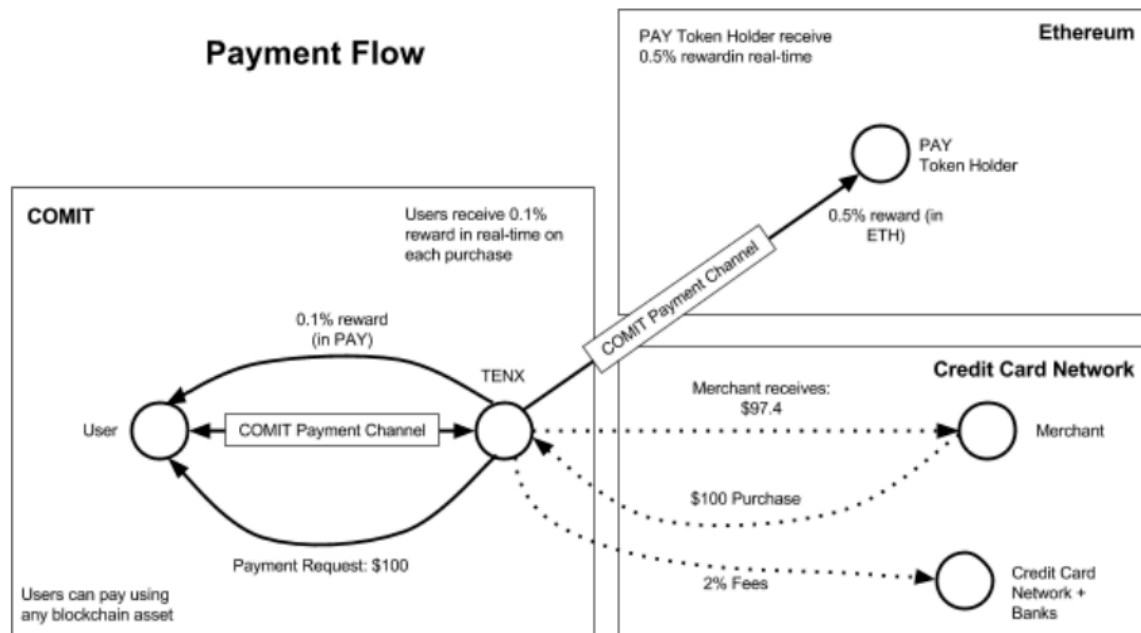 Payment Flow
PAY Token Holder receive
0.5% rewardin real-time
Ethereum
PAY
Token Holder
0.5% reward (in
ETH)
COMIT Payment Channel
COMIT
Users receive 0.1%
reward in real-time on
each purchase
0.1% reward
(in PAY)
TENX
User
COMIT Payment Channel
Payment Request: $100
Users can pay using
any blockchain asset
Credit Card Network
Merchant receives:
$97.4
Merchant
$100 Purchase
2% Fees
Credit Card
Network +
Banks